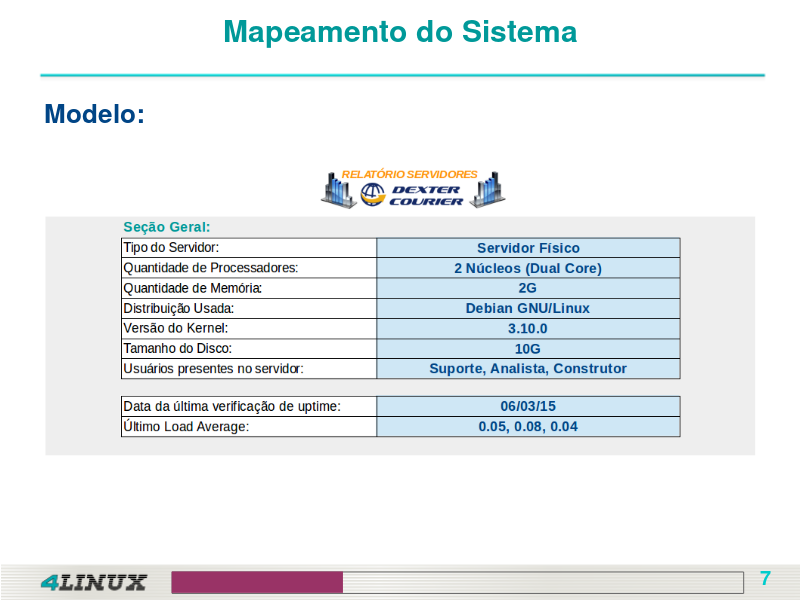 Mapeamento do Sistema
Modelo:
RELATÓRIO SERVIDORES
DEXTER
COURIER
Seção Geral:
Tipo do Servidor: Servidor Físico
Quantidade de Processadores: 2 Núcleos (Dual Core)
Quantidade de Memória: 2G
Distribuição Usada: Debian GNU/Linux
Versão do Kernel: 3.10.0
Tamanho do Disco: 10G
Usuários presentes no servidor: Suporte, Analista, Construtor
Data da última verificação de uptime: 06/03/15
Último Load Average: 0.05, 0.08, 0.04
4LINUX
7